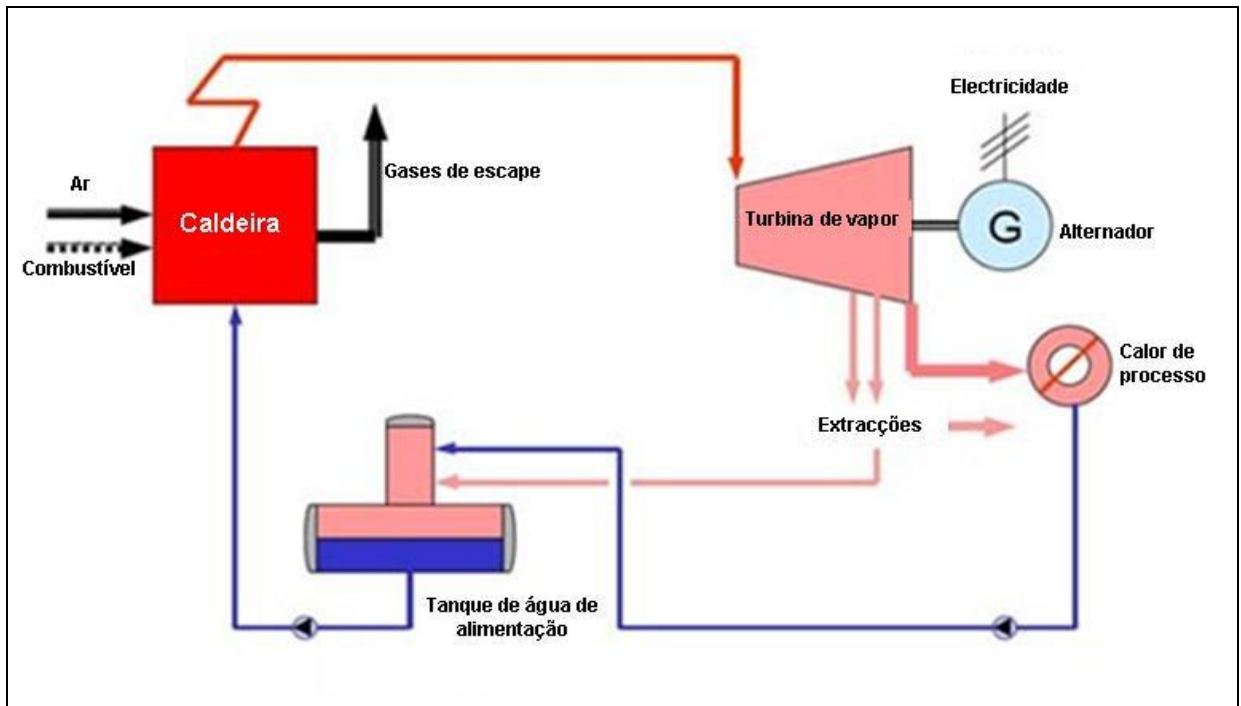 Electricidade
Ar
Gases de escape
Caldeira
Turbina de vapor
G
Alternador
Combustível
Calor de
processo
Extracções
Tanque de água de
alimentação